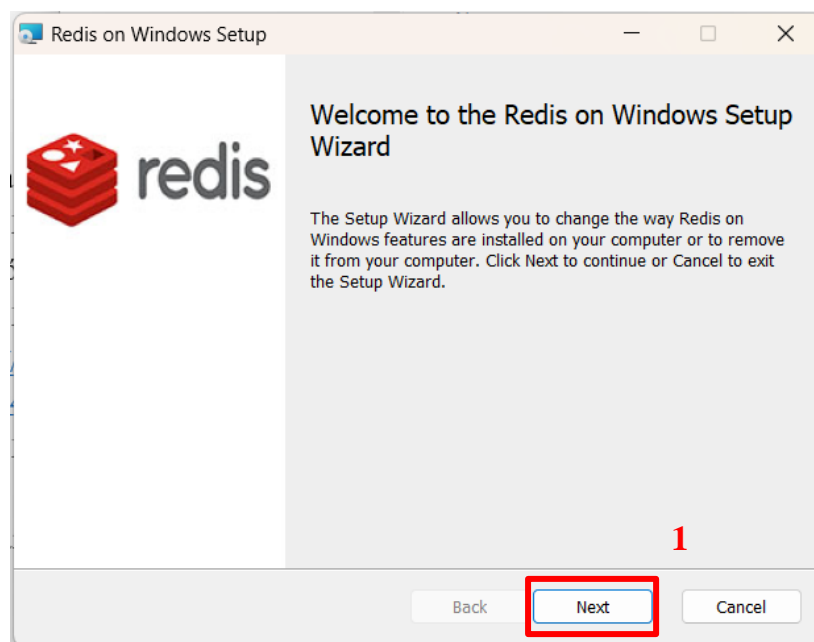 Redis on Windows Setup
Welcome to the Redis on Windows Setup
Wizard
redis
The Setup Wizard allows you to change the way Redis on
Windows features are installed on your computer or to remove
it from your computer. Click Next to continue or Cancel to exit
the Setup Wizard.
1
Back Next Cancel